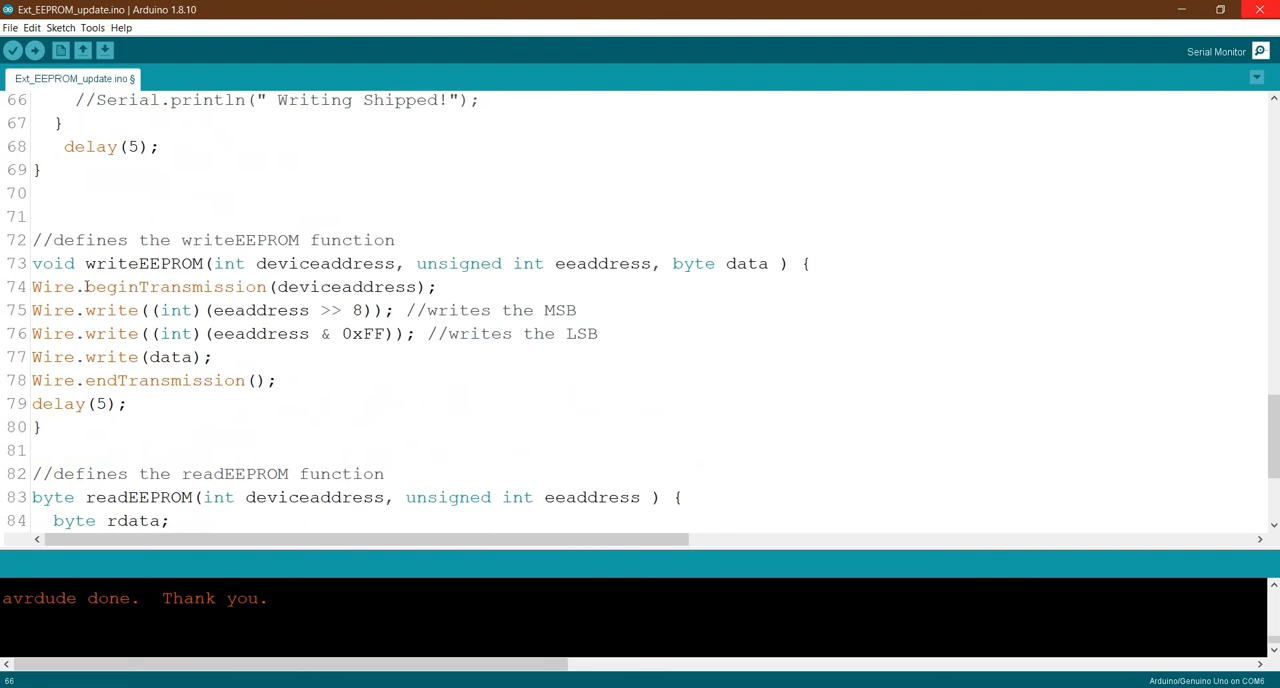 Ext_EEPROM_update.ino | Arduino 1.8.10
File Edit Sketch Tools Help
Serial Monitor
Ext_EEPROM_update.ino §
66 //Serial.println(" Writing Shipped!");
67 }
68 delay(5);
69 }
70
71
72 //defines the writeEEPROM function
73 void writeEEPROM(int deviceaddress, unsigned int eeaddress, byte data ) {
74 Wire.beginTransmission(deviceaddress);
75 Wire.write((int)(eeaddress >> 8)); //writes the MSB
76 Wire.write((int)(eeaddress & 0xFF)); //writes the LSB
77 Wire.write(data);
78 Wire.endTransmission();
79 delay(5);
80 }
81
82 //defines the readEEPROM function
83 byte readEEPROM(int deviceaddress, unsigned int eeaddress ) {
84 byte rdata;
avrdude done. Thank you.
66 Arduino/Genuino Uno on COM6